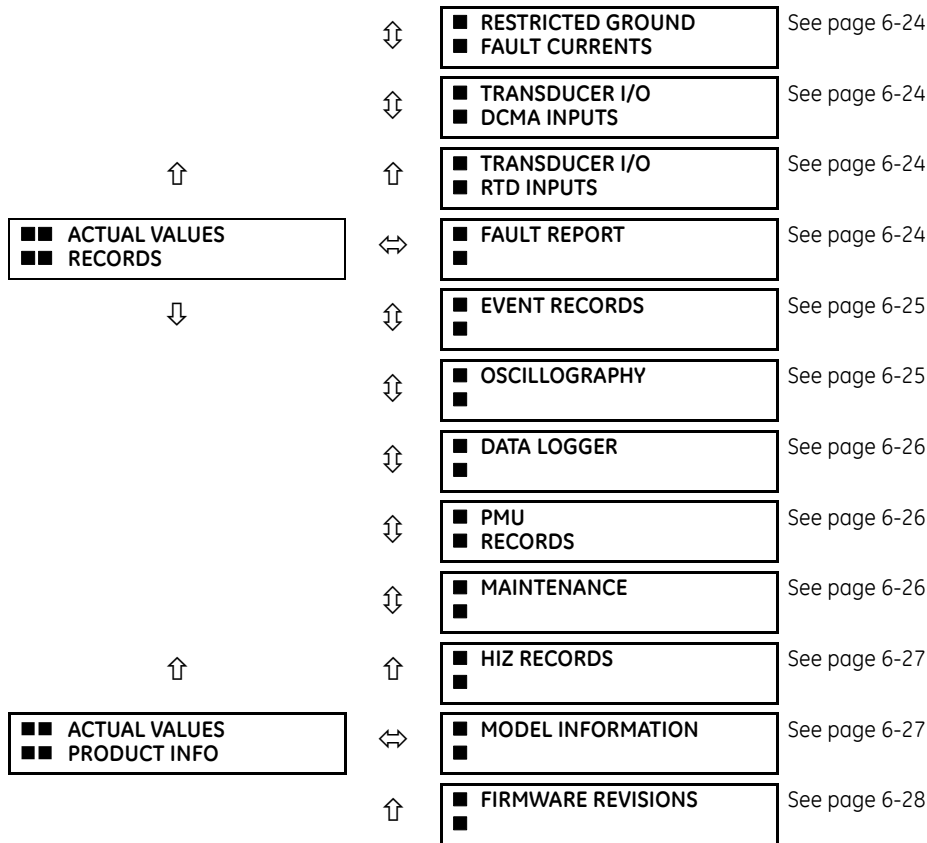 ■ RESTRICTED GROUND See page 6-24
■ FAULT CURRENTS
■ TRANSDUCER I/O See page 6-24
■ DCMA INPUTS
■ TRANSDUCER I/O See page 6-24
■ RTD INPUTS
■■ ACTUAL VALUES
■■ RECORDS
■ FAULT REPORT See page 6-24
■
■ EVENT RECORDS See page 6-25
■
■ OSCILLOGRAPHY See page 6-25
■
■ DATA LOGGER See page 6-26
■
■ PMU See page 6-26
■ RECORDS
■ MAINTENANCE See page 6-26
■
■ HIZ RECORDS See page 6-27
■
■■ ACTUAL VALUES
■■ PRODUCT INFO
■ MODEL INFORMATION See page 6-27
■
■ FIRMWARE REVISIONS See page 6-28
■